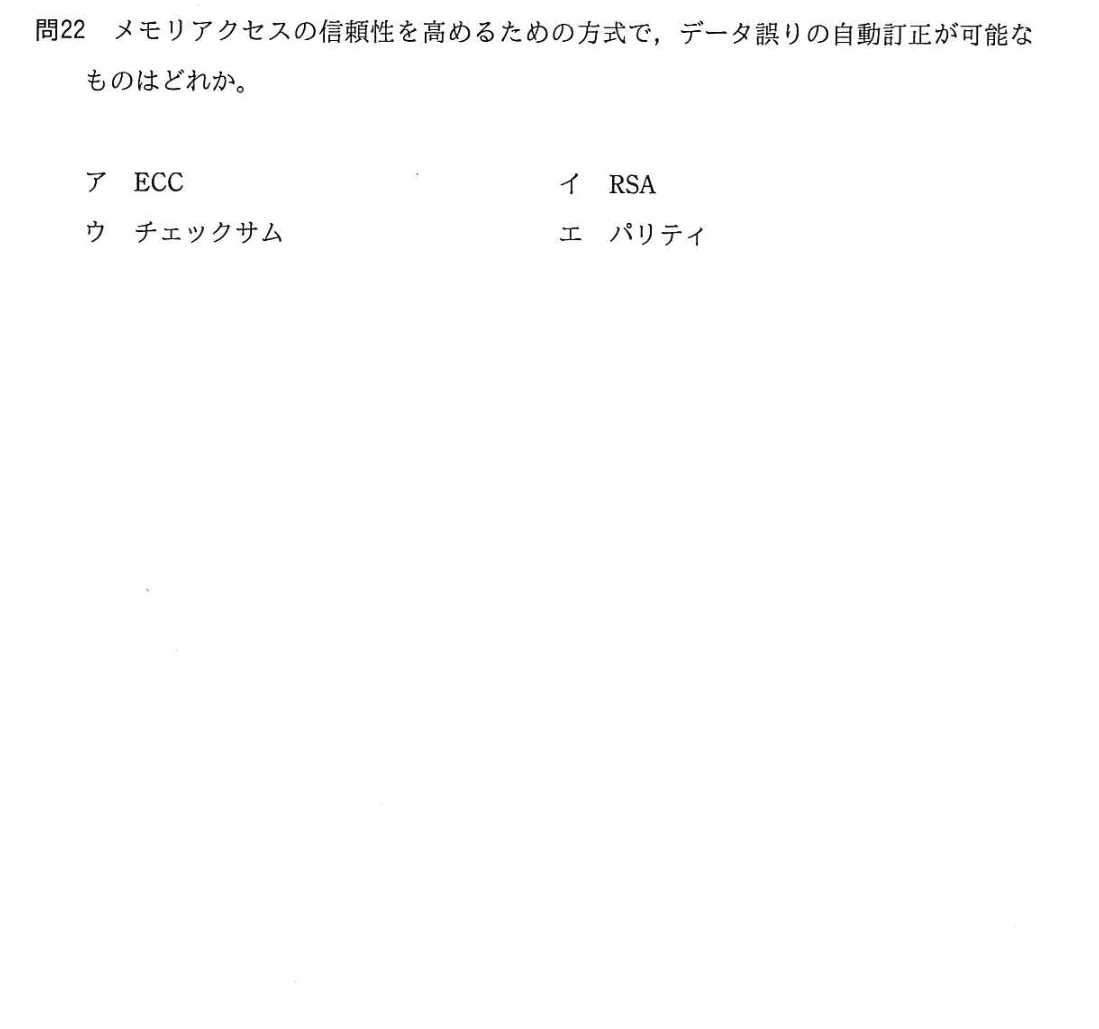 問22 メモリアクセスの信頼性を高めるための方式で，データ誤りの自動訂正が可能な
ものはどれか。
ア ECC イ RSA
ウ チェックサム エ パリティ